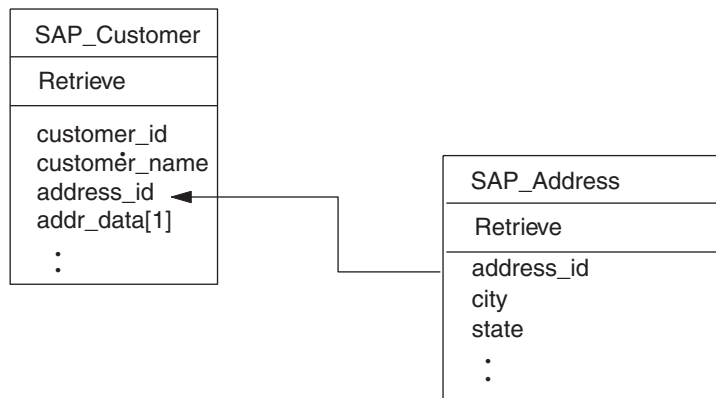 SAP_Customer
Retrieve
customer_id
customer_name
address_id
addr_data[1]
:
SAP_Address
Retrieve
address_id
city
state
: